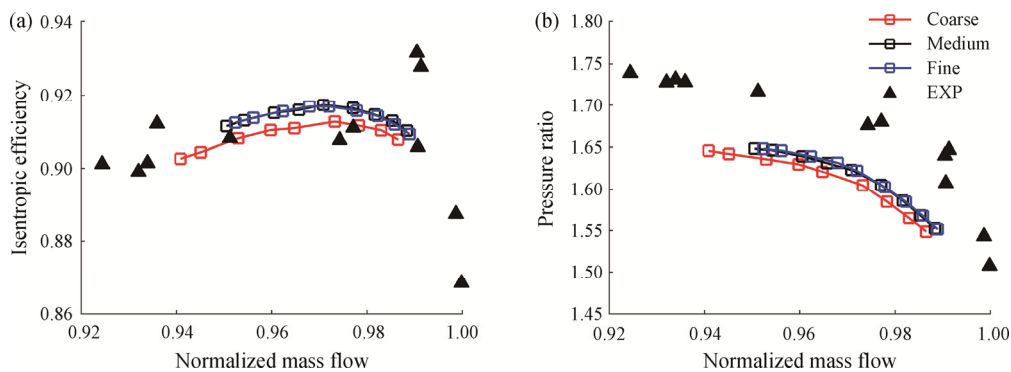 (a)
0.94
0.92
0.90
0.88
0.86
Isentropic efficiency
0.92 0.94 0.96 0.98 1.00
Normalized mass flow
(b)
1.80
1.75
1.70
1.65
1.60
1.55
1.50
1.45
Pressure ratio
0.92 0.94 0.96 0.98 1.00
Normalized mass flow
Coarse
Medium
Fine
EXP